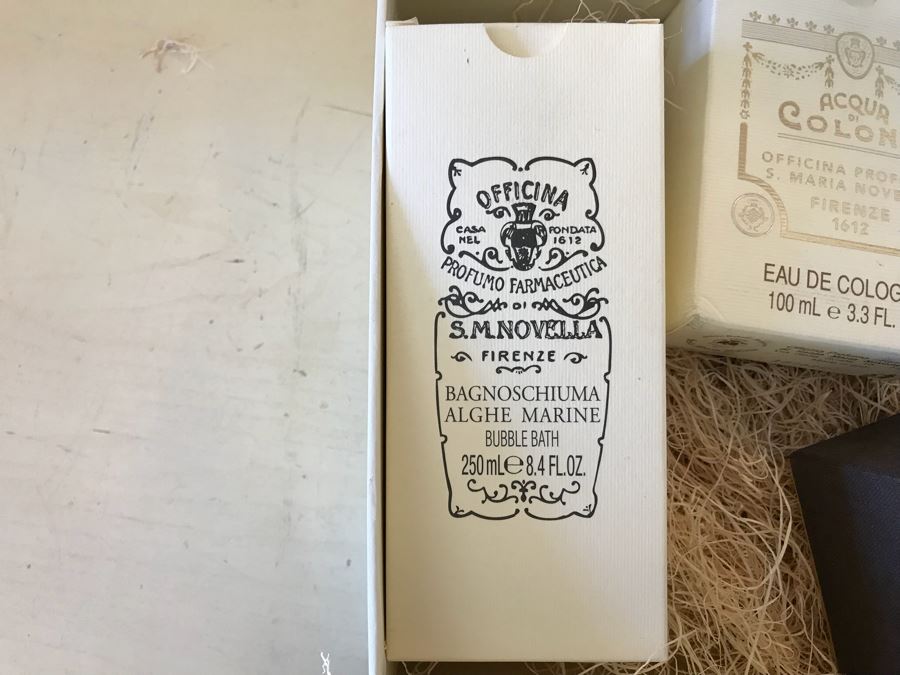 OFFICINA
CASA NEL FONDATA 1612
PROFUMO FARMACEUTICA
DI
S.M.NOVELLA
FIRENZE
BAGNOSCHIUMA
ALGHE MARINE
BUBBLE BATH
250 mL e 8.4 FL.OZ.
ACQUA
DI
COLON
OFFICINA PROF
S. MARIA NOVE
FIRENZE
1612
EAU DE COLOG
100 mL e 3.3 FL.